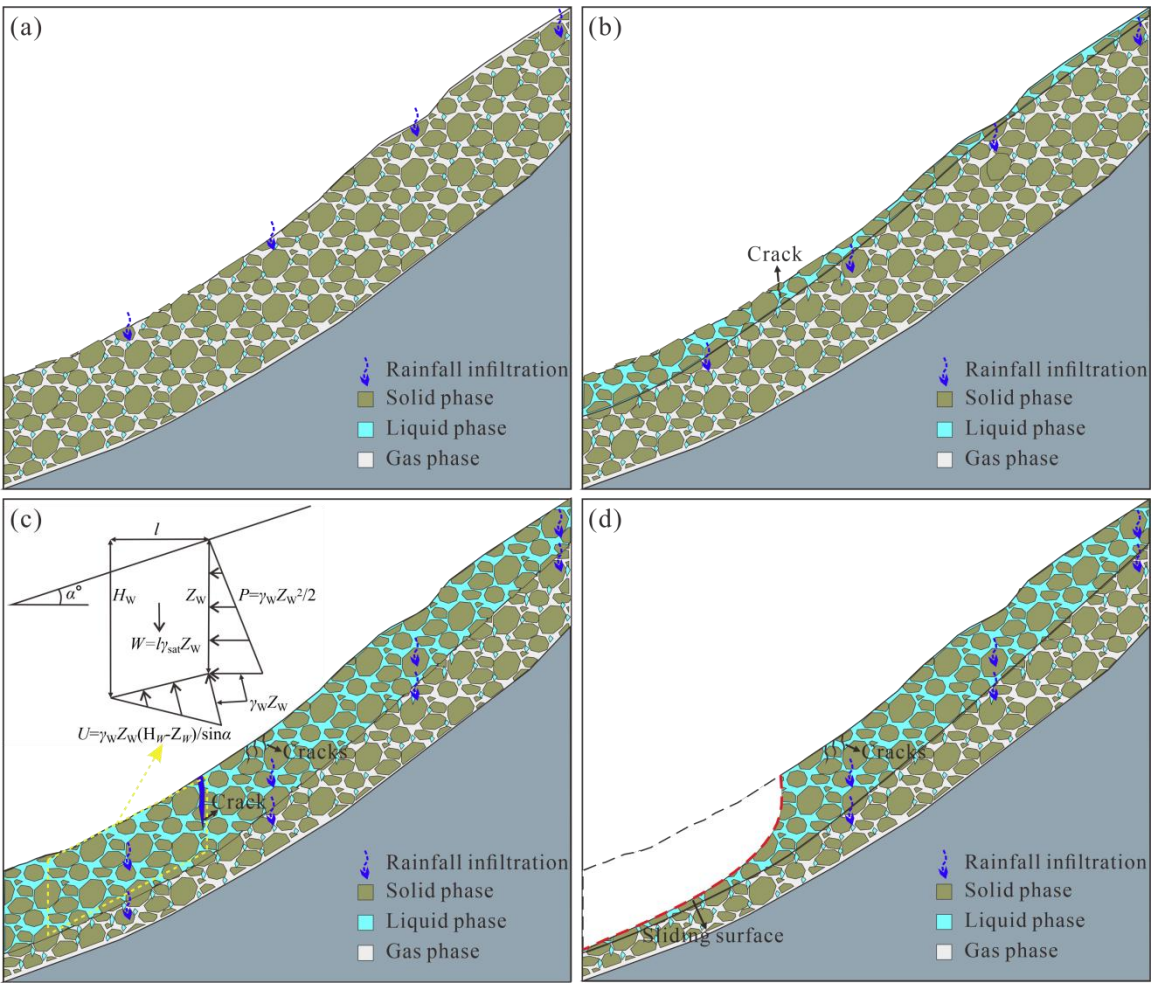 (a)
Rainfall infiltration
Solid phase
Liquid phase
Gas phase
(b)
Crack
Rainfall infiltration
Solid phase
Liquid phase
Gas phase
(c)
l
α°
H_W
Z_W
P=γ_WZ_W²/2
W=lγ_satZ_W
γ_WZ_W
U=γ_WZ_W(H_W-Z_W)/sinα
Cracks
Crack
Rainfall infiltration
Solid phase
Liquid phase
Gas phase
(d)
Cracks
Rainfall infiltration
Solid phase
Liquid phase
Sliding surface
Gas phase